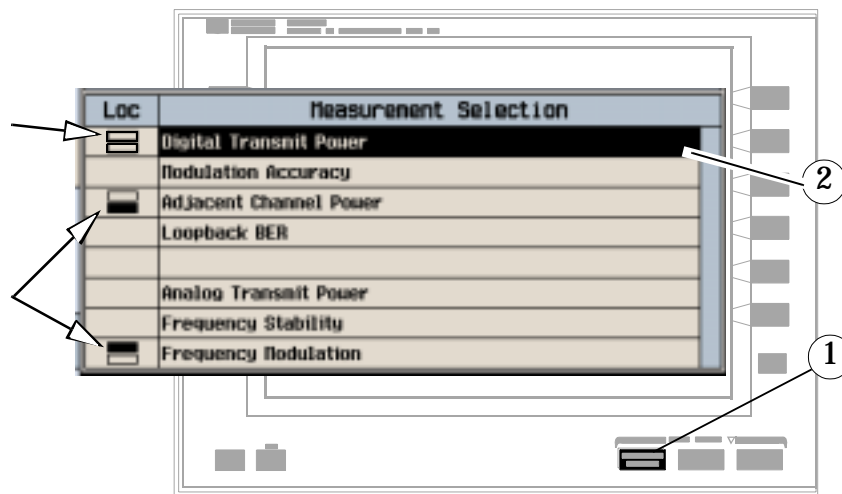 Loc Measurement Selection
Digital Transmit Power
Modulation Accuracy
Adjacent Channel Power
Loopback BER
Analog Transmit Power
Frequency Stability
Frequency Modulation
2
1